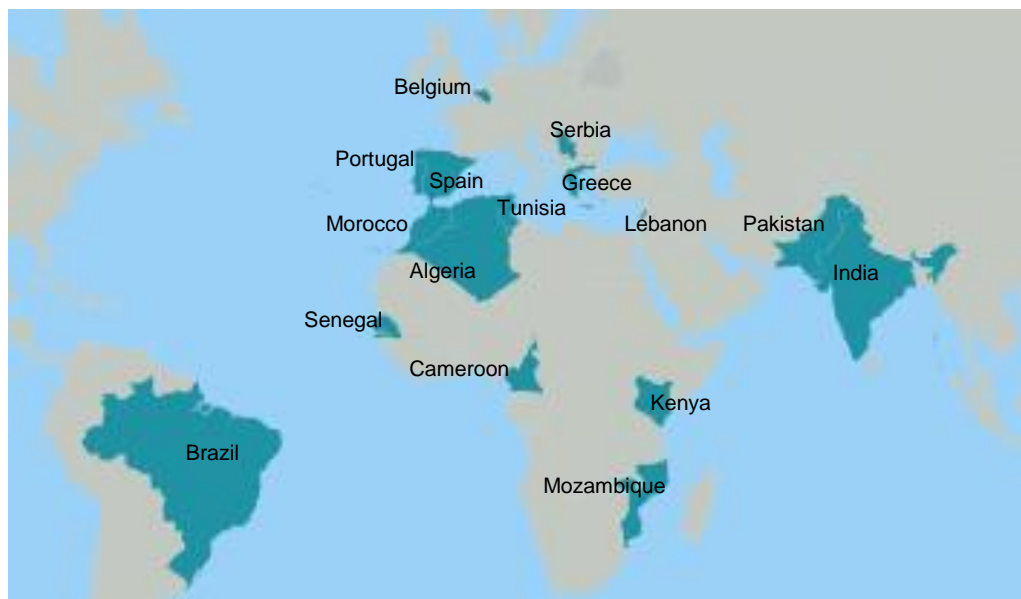 Belgium
Serbia
Portugal
Spain
Greece
Tunisia
Morocco
Lebanon
Pakistan
Algeria
India
Senegal
Cameroon
Kenya
Brazil
Mozambique